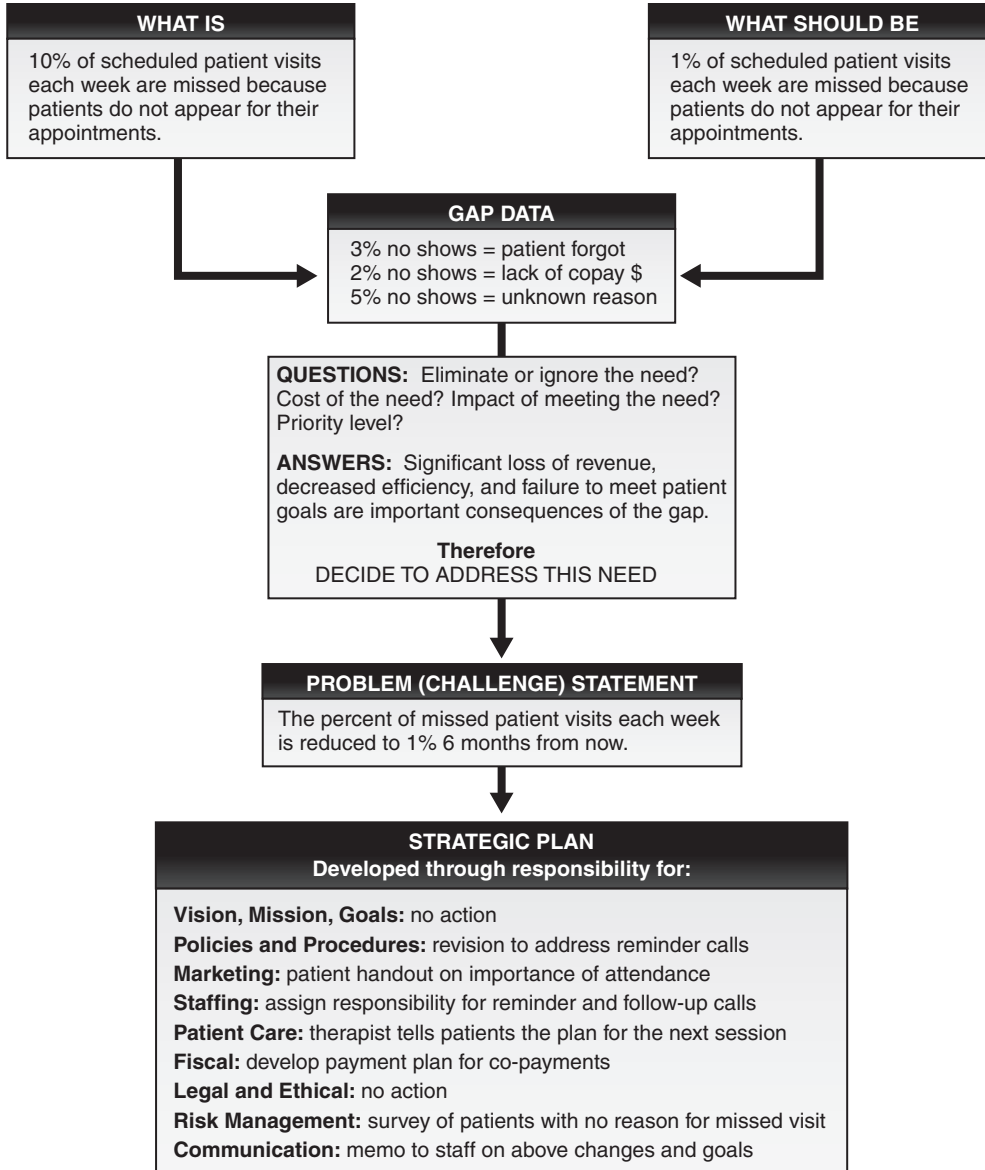 WHAT IS
10% of scheduled patient visits
each week are missed because
patients do not appear for their
appointments.
WHAT SHOULD BE
1% of scheduled patient visits
each week are missed because
patients do not appear for their
appointments.
GAP DATA
3% no shows = patient forgot
2% no shows = lack of copay $
5% no shows = unknown reason
QUESTIONS: Eliminate or ignore the need?
Cost of the need? Impact of meeting the need?
Priority level?
ANSWERS: Significant loss of revenue,
decreased efficiency, and failure to meet patient
goals are important consequences of the gap.
Therefore
DECIDE TO ADDRESS THIS NEED
PROBLEM (CHALLENGE) STATEMENT
The percent of missed patient visits each week
is reduced to 1% 6 months from now.
STRATEGIC PLAN
Developed through responsibility for:
Vision, Mission, Goals: no action
Policies and Procedures: revision to address reminder calls
Marketing: patient handout on importance of attendance
Staffing: assign responsibility for reminder and follow-up calls
Patient Care: therapist tells patients the plan for the next session
Fiscal: develop payment plan for co-payments
Legal and Ethical: no action
Risk Management: survey of patients with no reason for missed visit
Communication: memo to staff on above changes and goals